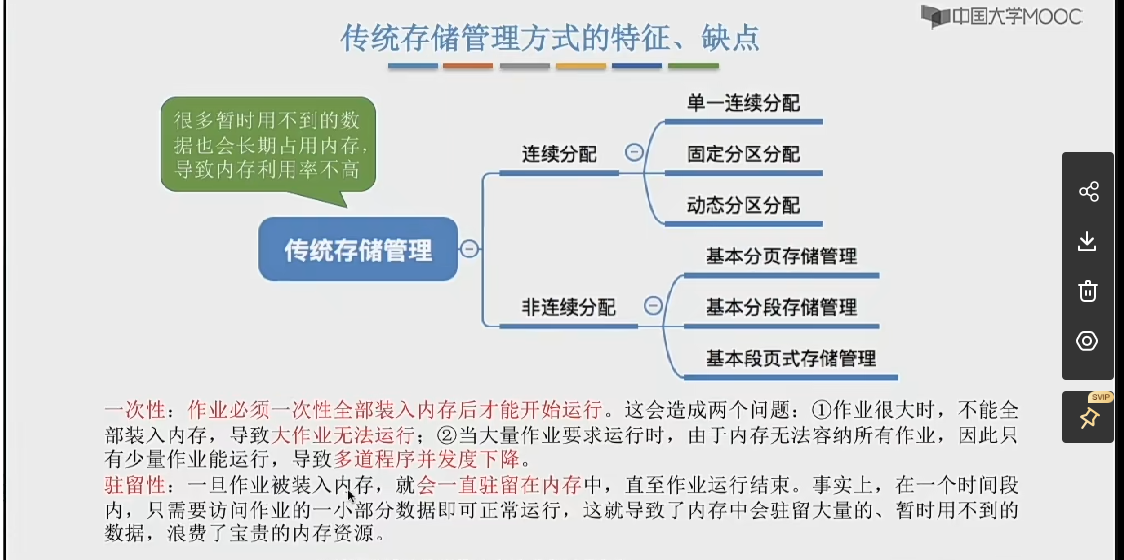 中国大学MOOC
传统存储管理方式的特征、缺点
很多暂时用不到的数
据也会长期占用内存,
导致内存利用率不高
传统存储管理
连续分配
单一连续分配
固定分区分配
动态分区分配
非连续分配
基本分页存储管理
基本分段存储管理
基本段页式存储管理
SVIP
一次性：作业必须一次性全部装入内存后才能开始运行。这会造成两个问题：①作业很大时，不能全
部装入内存，导致大作业无法运行；②当大量作业要求运行时，由于内存无法容纳所有作业，因此只
有少量作业能运行，导致多道程序并发度下降。
驻留性：一旦作业被装入内存，就会一直驻留在内存中，直至作业运行结束。事实上，在一个时间段
内，只需要访问作业的一小部分数据即可正常运行，这就导致了内存中会驻留大量的、暂时用不到的
数据，浪费了宝贵的内存资源。